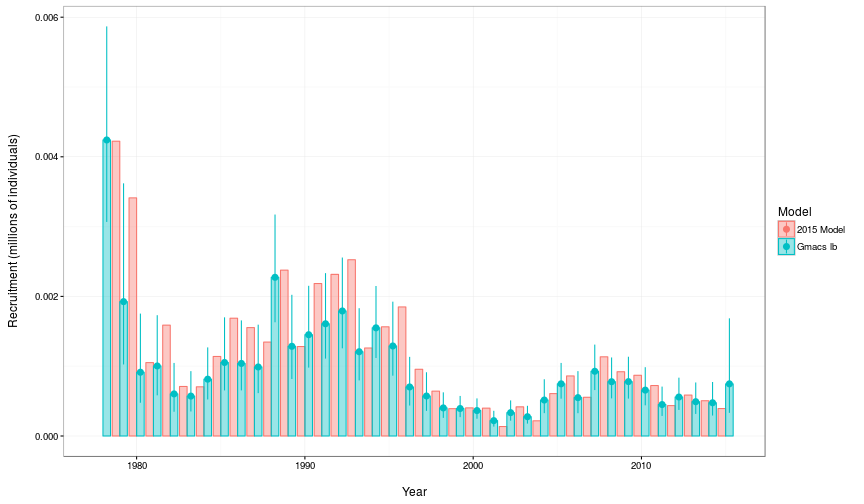 0.006
0.004
0.002
0.000
Recruitment (millions of individuals)
1980
1990
2000
2010
Year
Model
2015 Model
Gmacs lb